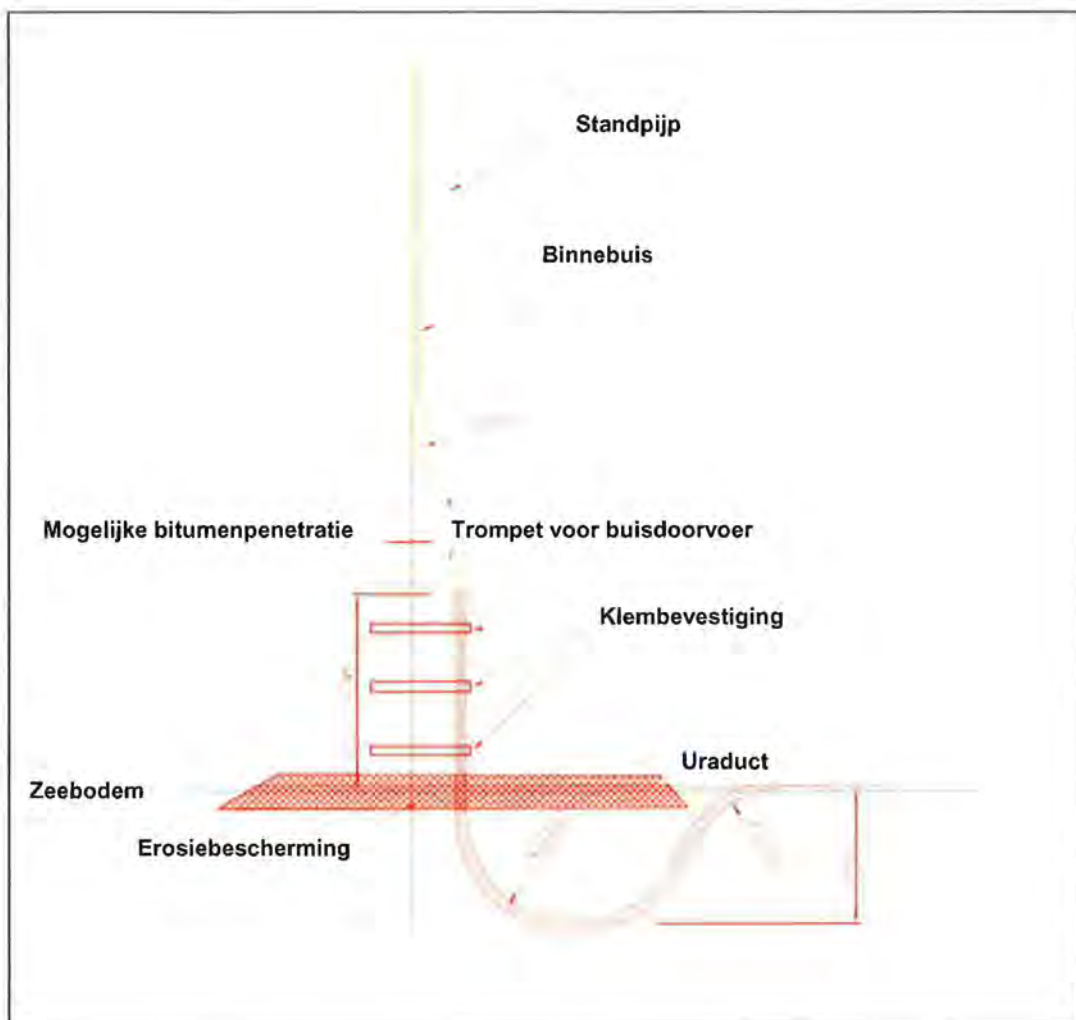 Standpijp
Binnebuis
Mogelijke bitumenpenetratie
Trompet voor buisdoorvoer
Klembevestiging
Uraduct
Zeebodem
Erosiebescherming